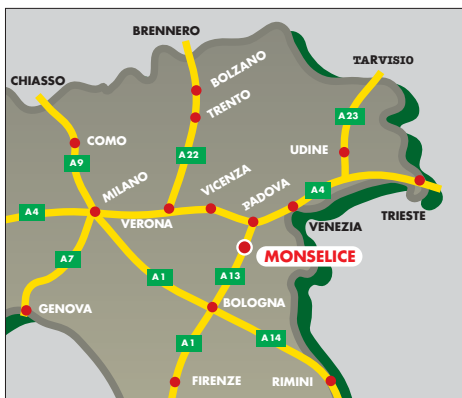 BRENNERO
TARVISIO
BOLZANO
CHIASSO
TRENTO
A23
COMO
UDINE
A22
A9
VICENZA
MILANO
PADOVA
A4
A4
VERONA
VENEZIA
TRIESTE
MONSELICE
A7
A1
A13
GENOVA
BOLOGNA
A1
A14
FIRENZE
RIMINI